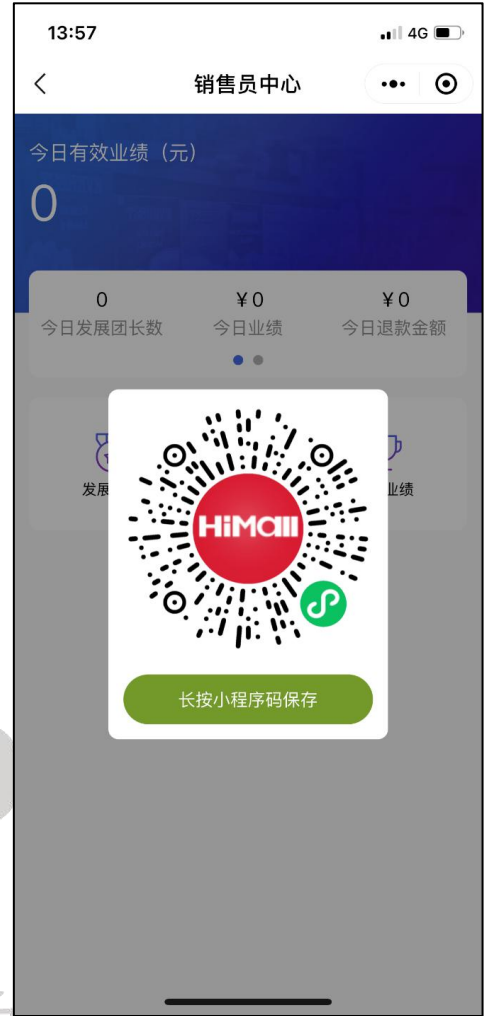 13:57
4G
销售员中心
今日有效业绩（元）
0
0 ¥0 ¥0
今日发展团长数 今日业绩 今日退款金额
HiMall
发展
业绩
长按小程序码保存